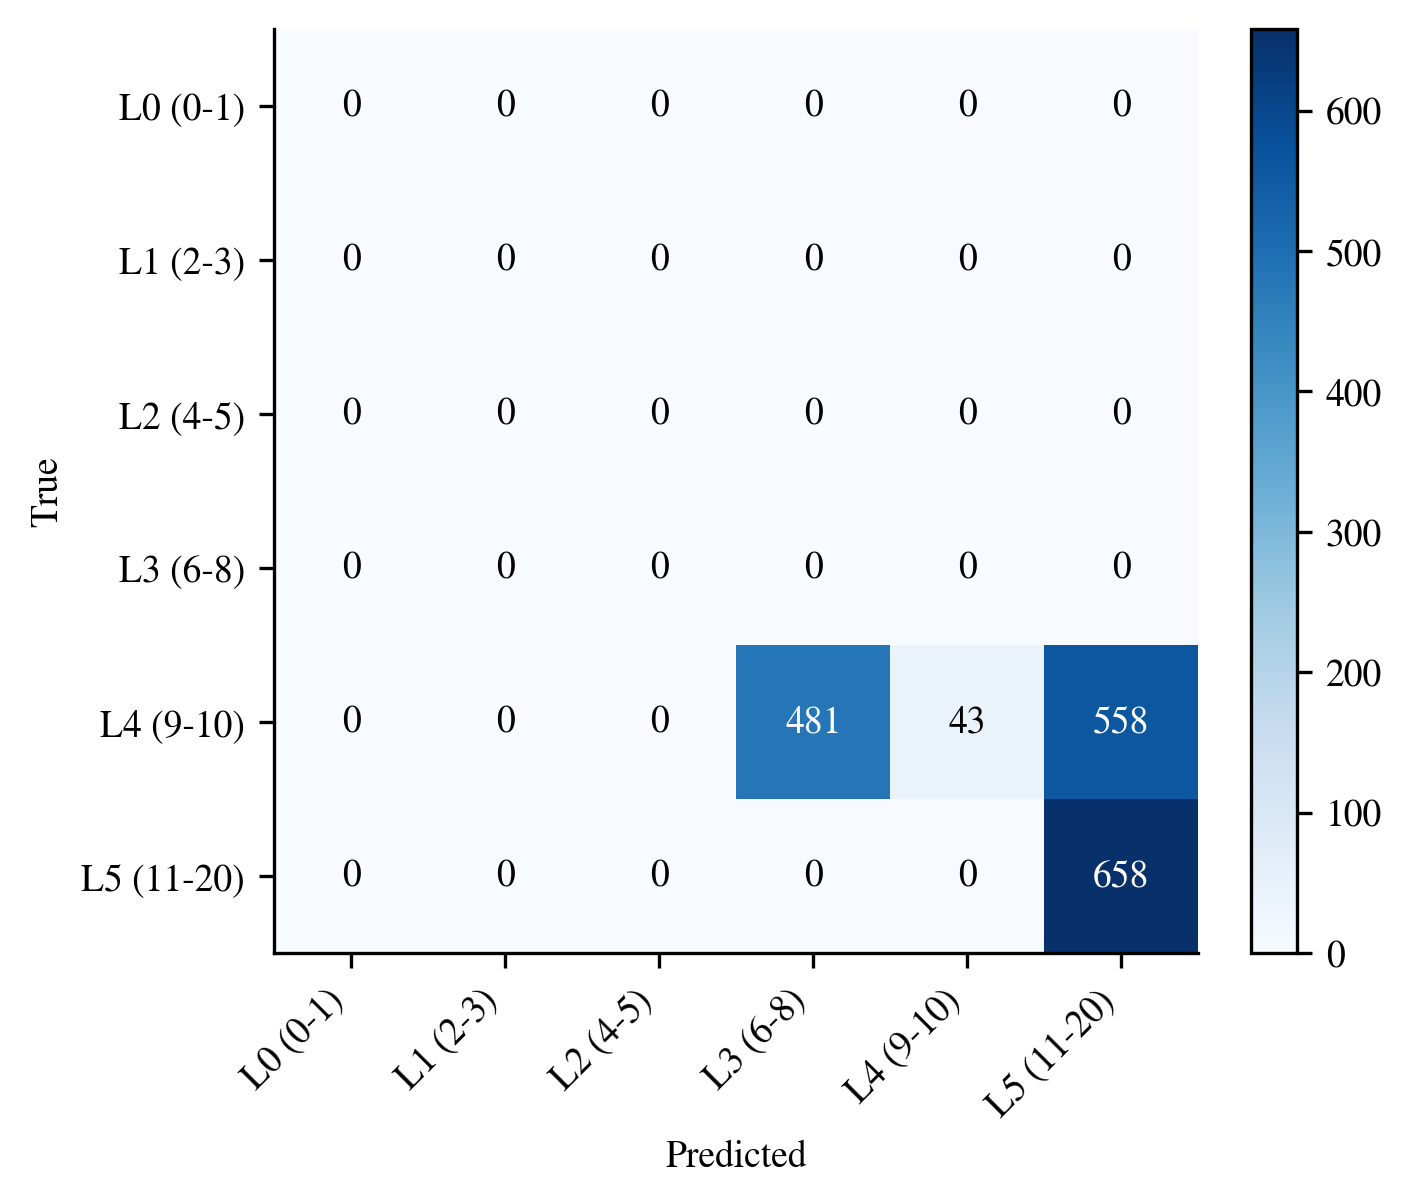 L0 (0-1) 0 0 0 0 0 0
L1 (2-3) 0 0 0 0 0 0
L2 (4-5) 0 0 0 0 0 0
L3 (6-8) 0 0 0 0 0 0
L4 (9-10) 0 0 0 481 43 558
L5 (11-20) 0 0 0 0 0 658
True
L0 (0-1) L1 (2-3) L2 (4-5) L3 (6-8) L4 (9-10) L5 (11-20)
Predicted
600
500
400
300
200
100
0